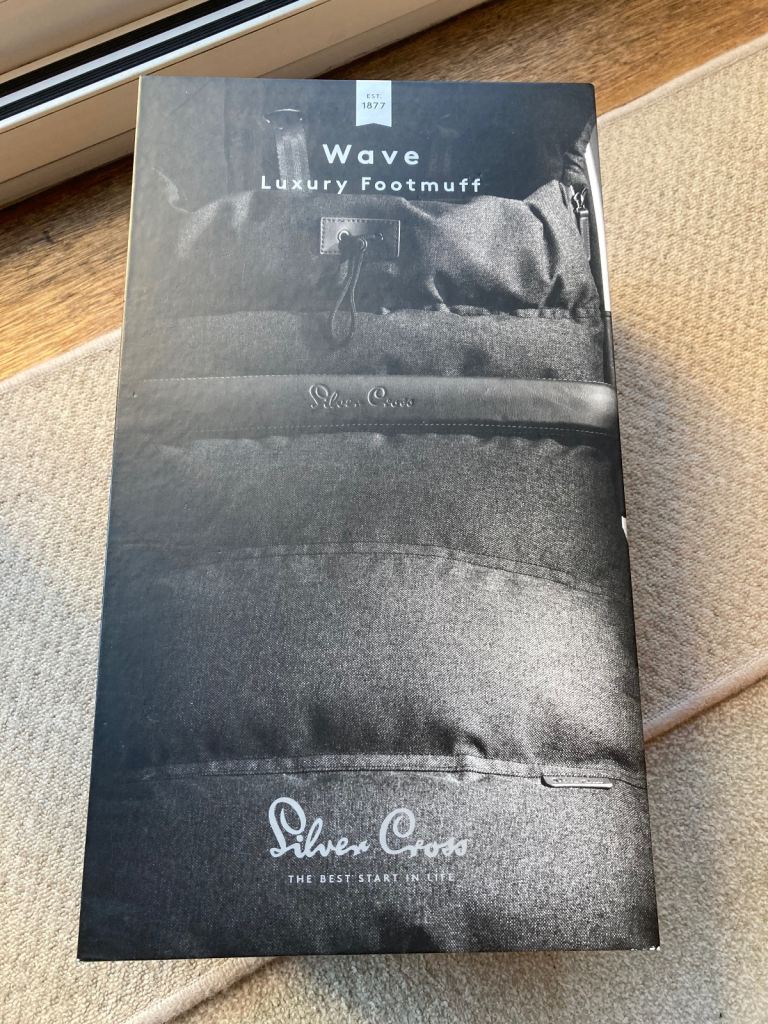 EST.
1877
Wave
Luxury Footmuff
Silver Cross
Silver Cross
THE BEST START IN LIFE